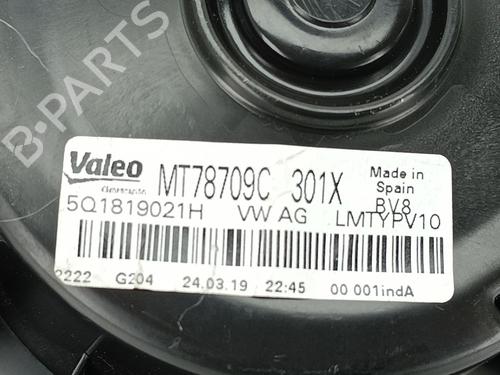 B-PARTS
Valeo MT78709C 301X Made in
Climatización Spain
5Q1819021H VW AG BV8
LMTYPV10
2222 G204 24.03.19 22:45 00 001indA